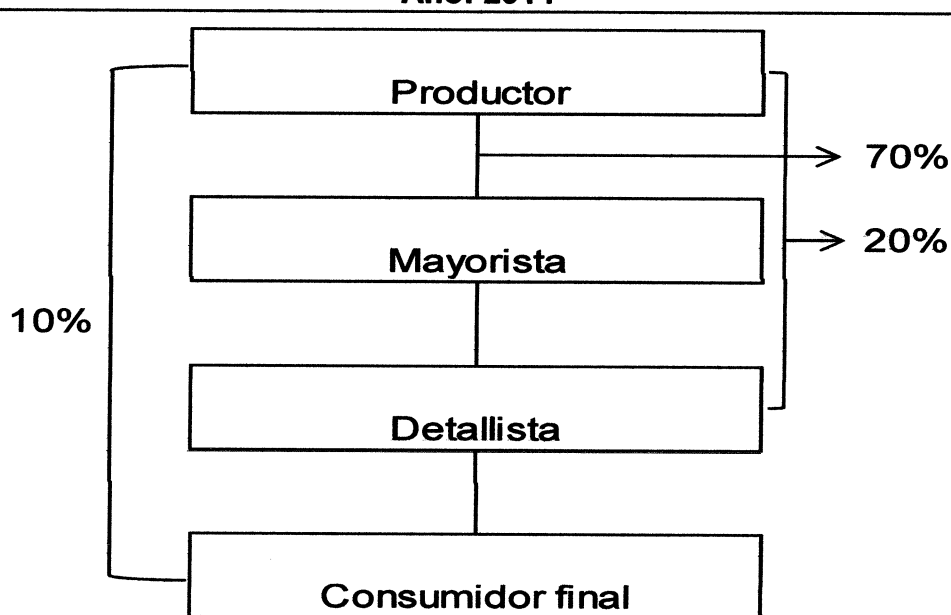 Productor
70%
Mayorista
20%
10%
Detallista
Consumidor final